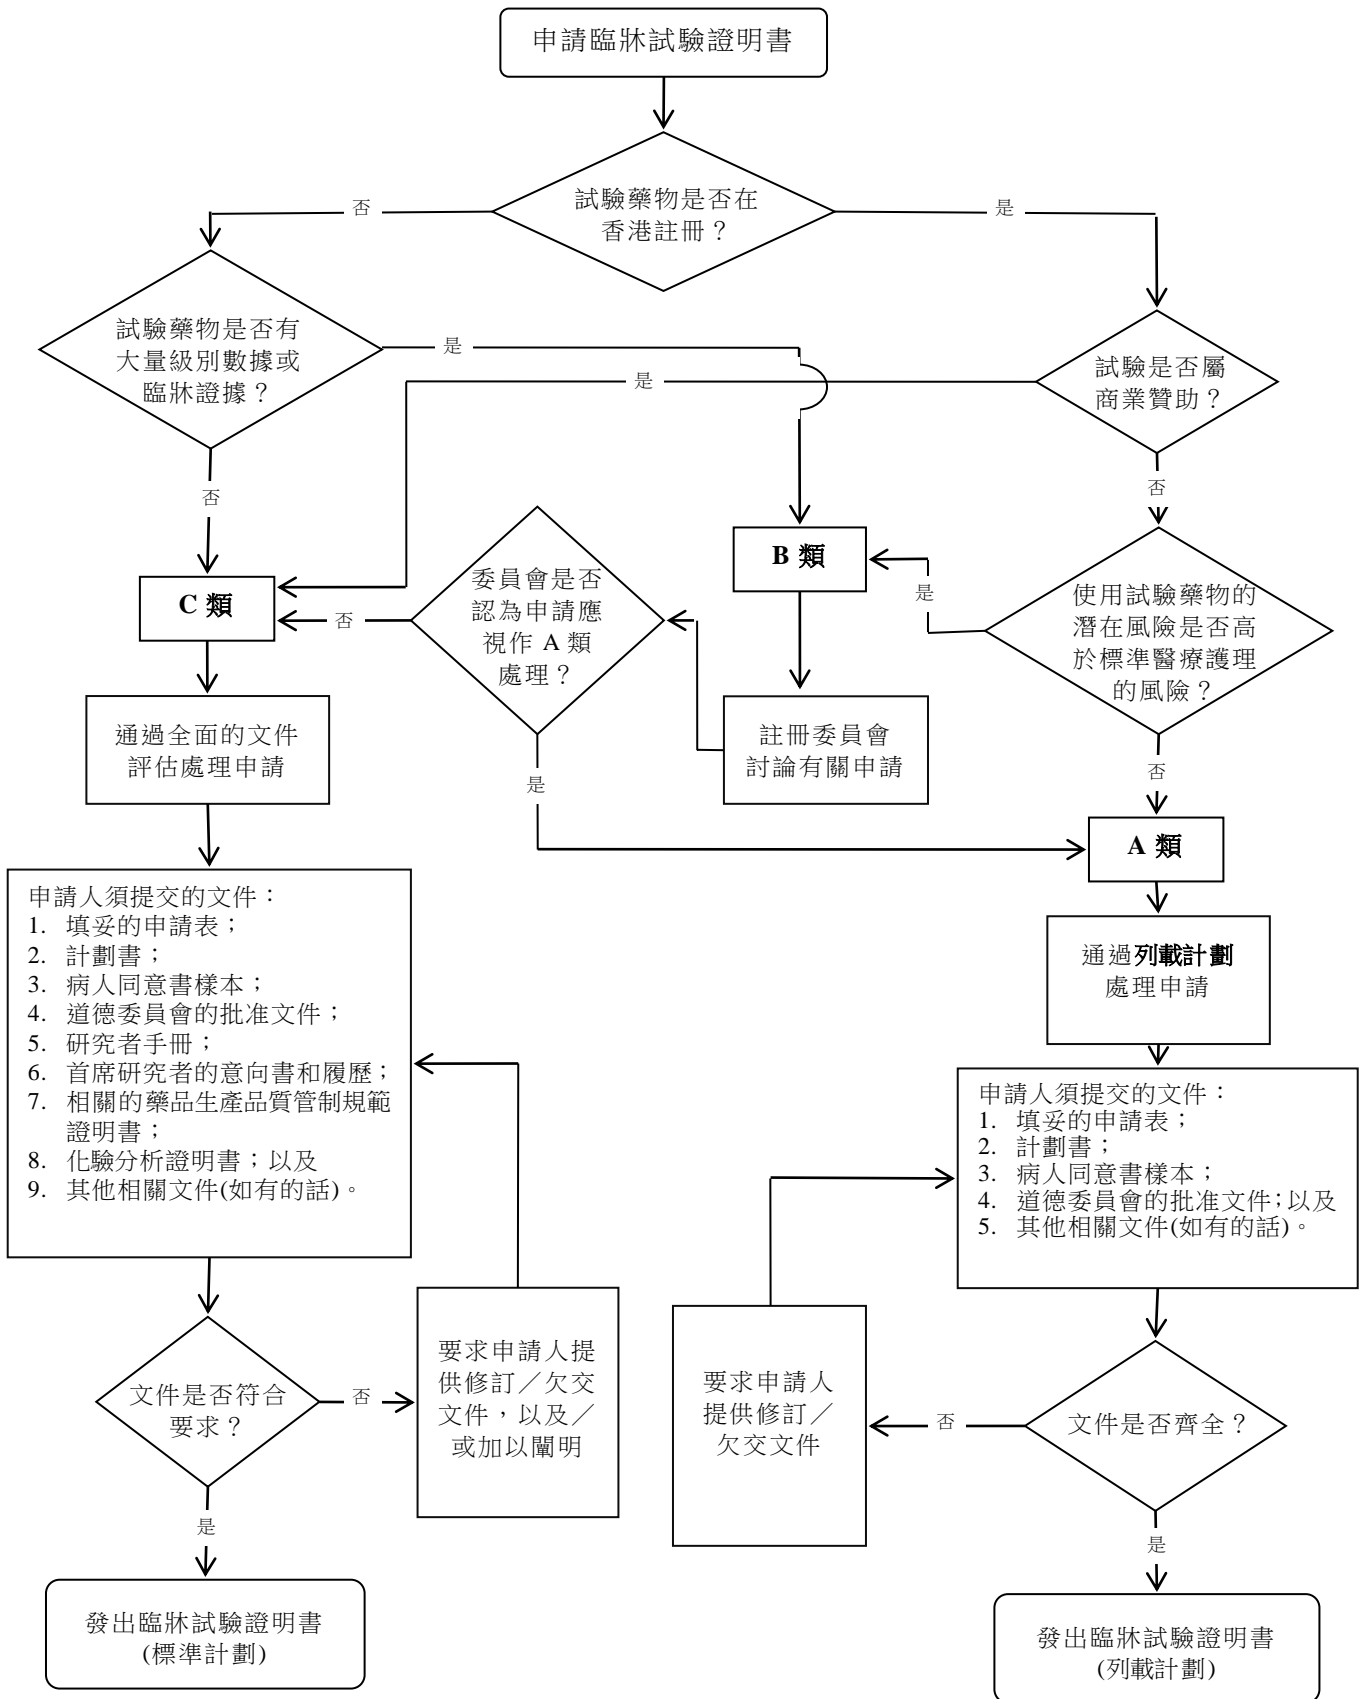 申請臨牀試驗證明書
試驗藥物是否在
香港註冊？
否
是
試驗藥物是否有
大量級別數據或
臨牀證據？
是
是
試驗是否屬
商業贊助？
否
否
B 類
C 類
委員會是否
認為申請應
視作 A 類
處理？
否
是
使用試驗藥物的
潛在風險是否高
於標準醫療護理
的風險？
通過全面的文件
評估處理申請
註冊委員會
討論有關申請
是
否
A 類
申請人須提交的文件：
1. 填妥的申請表；
2. 計劃書；
3. 病人同意書樣本；
4. 道德委員會的批准文件；
5. 研究者手冊；
6. 首席研究者的意向書和履歷；
7. 相關的藥品生產品質管制規範
證明書；
8. 化驗分析證明書；以及
9. 其他相關文件(如有的話)。
通過列載計劃
處理申請
申請人須提交的文件：
1. 填妥的申請表；
2. 計劃書；
3. 病人同意書樣本；
4. 道德委員會的批准文件；以及
5. 其他相關文件(如有的話)。
文件是否符合
要求？
否
要求申請人提
供修訂／欠交
文件，以及／
或加以闡明
要求申請人
提供修訂／
欠交文件
否
文件是否齊全？
是
是
發出臨牀試驗證明書
(標準計劃)
發出臨牀試驗證明書
(列載計劃)